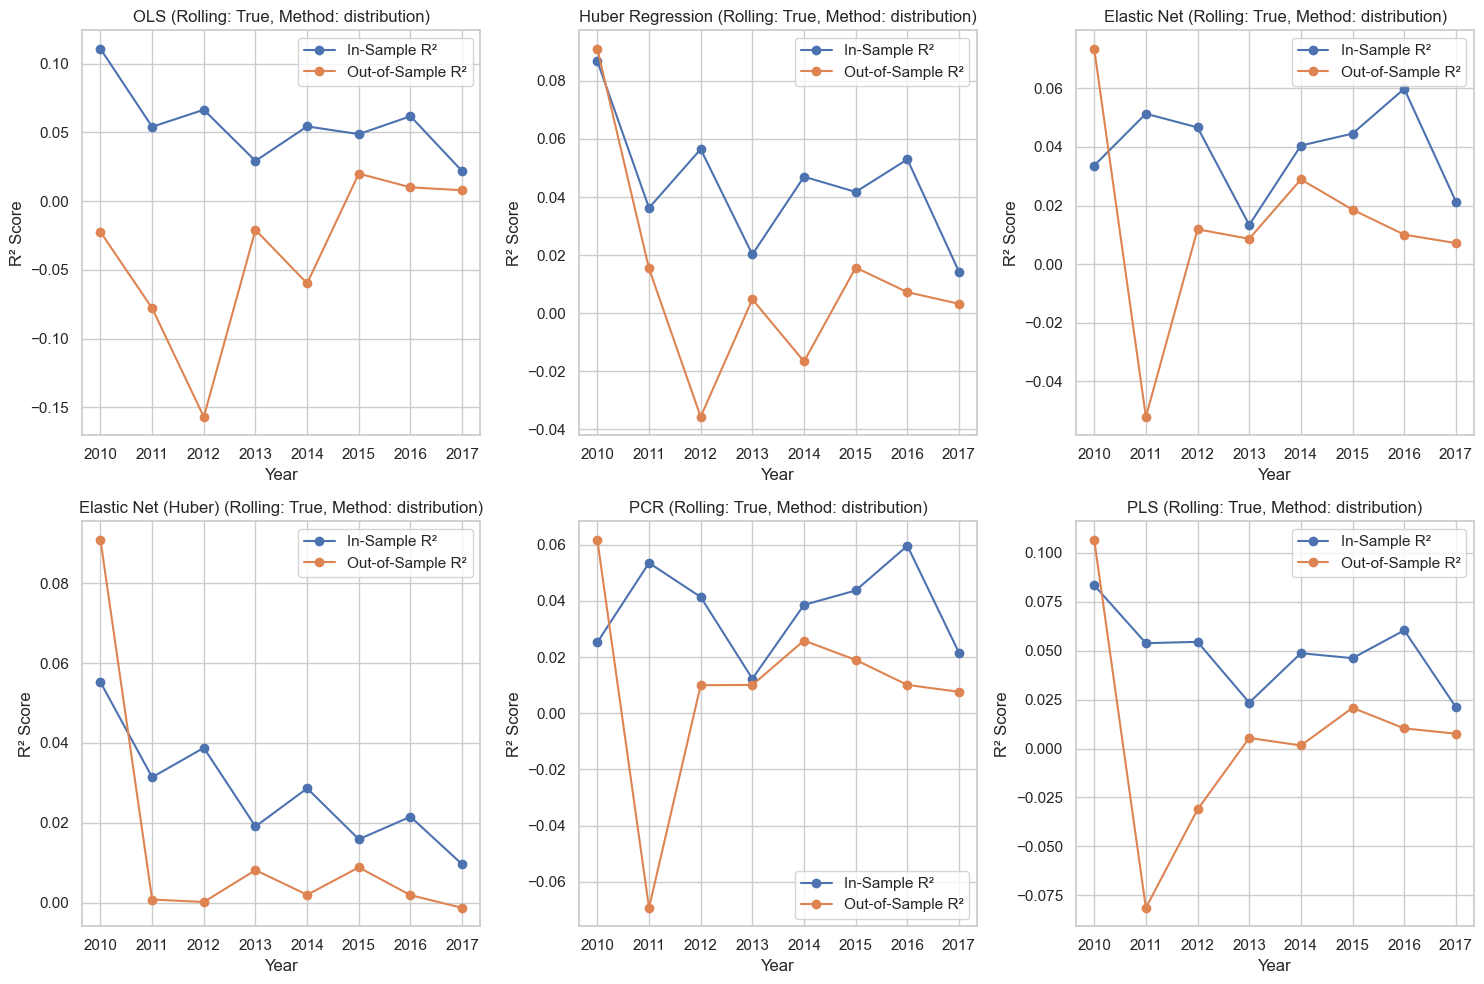 OLS (Rolling: True, Method: distribution)
R² Score
0.10
0.05
0.00
−0.05
−0.10
−0.15
In-Sample R²
Out-of-Sample R²
2010 2011 2012 2013 2014 2015 2016 2017
Year
Huber Regression (Rolling: True, Method: distribution)
R² Score
0.08
0.06
0.04
0.02
0.00
−0.02
−0.04
In-Sample R²
Out-of-Sample R²
2010 2011 2012 2013 2014 2015 2016 2017
Year
Elastic Net (Rolling: True, Method: distribution)
R² Score
0.06
0.04
0.02
0.00
−0.02
−0.04
In-Sample R²
Out-of-Sample R²
2010 2011 2012 2013 2014 2015 2016 2017
Year
Elastic Net (Huber) (Rolling: True, Method: distribution)
R² Score
0.08
0.06
0.04
0.02
0.00
In-Sample R²
Out-of-Sample R²
2010 2011 2012 2013 2014 2015 2016 2017
Year
PCR (Rolling: True, Method: distribution)
R² Score
0.06
0.04
0.02
0.00
−0.02
−0.04
−0.06
In-Sample R²
Out-of-Sample R²
2010 2011 2012 2013 2014 2015 2016 2017
Year
PLS (Rolling: True, Method: distribution)
R² Score
0.100
0.075
0.050
0.025
0.000
−0.025
−0.050
−0.075
In-Sample R²
Out-of-Sample R²
2010 2011 2012 2013 2014 2015 2016 2017
Year